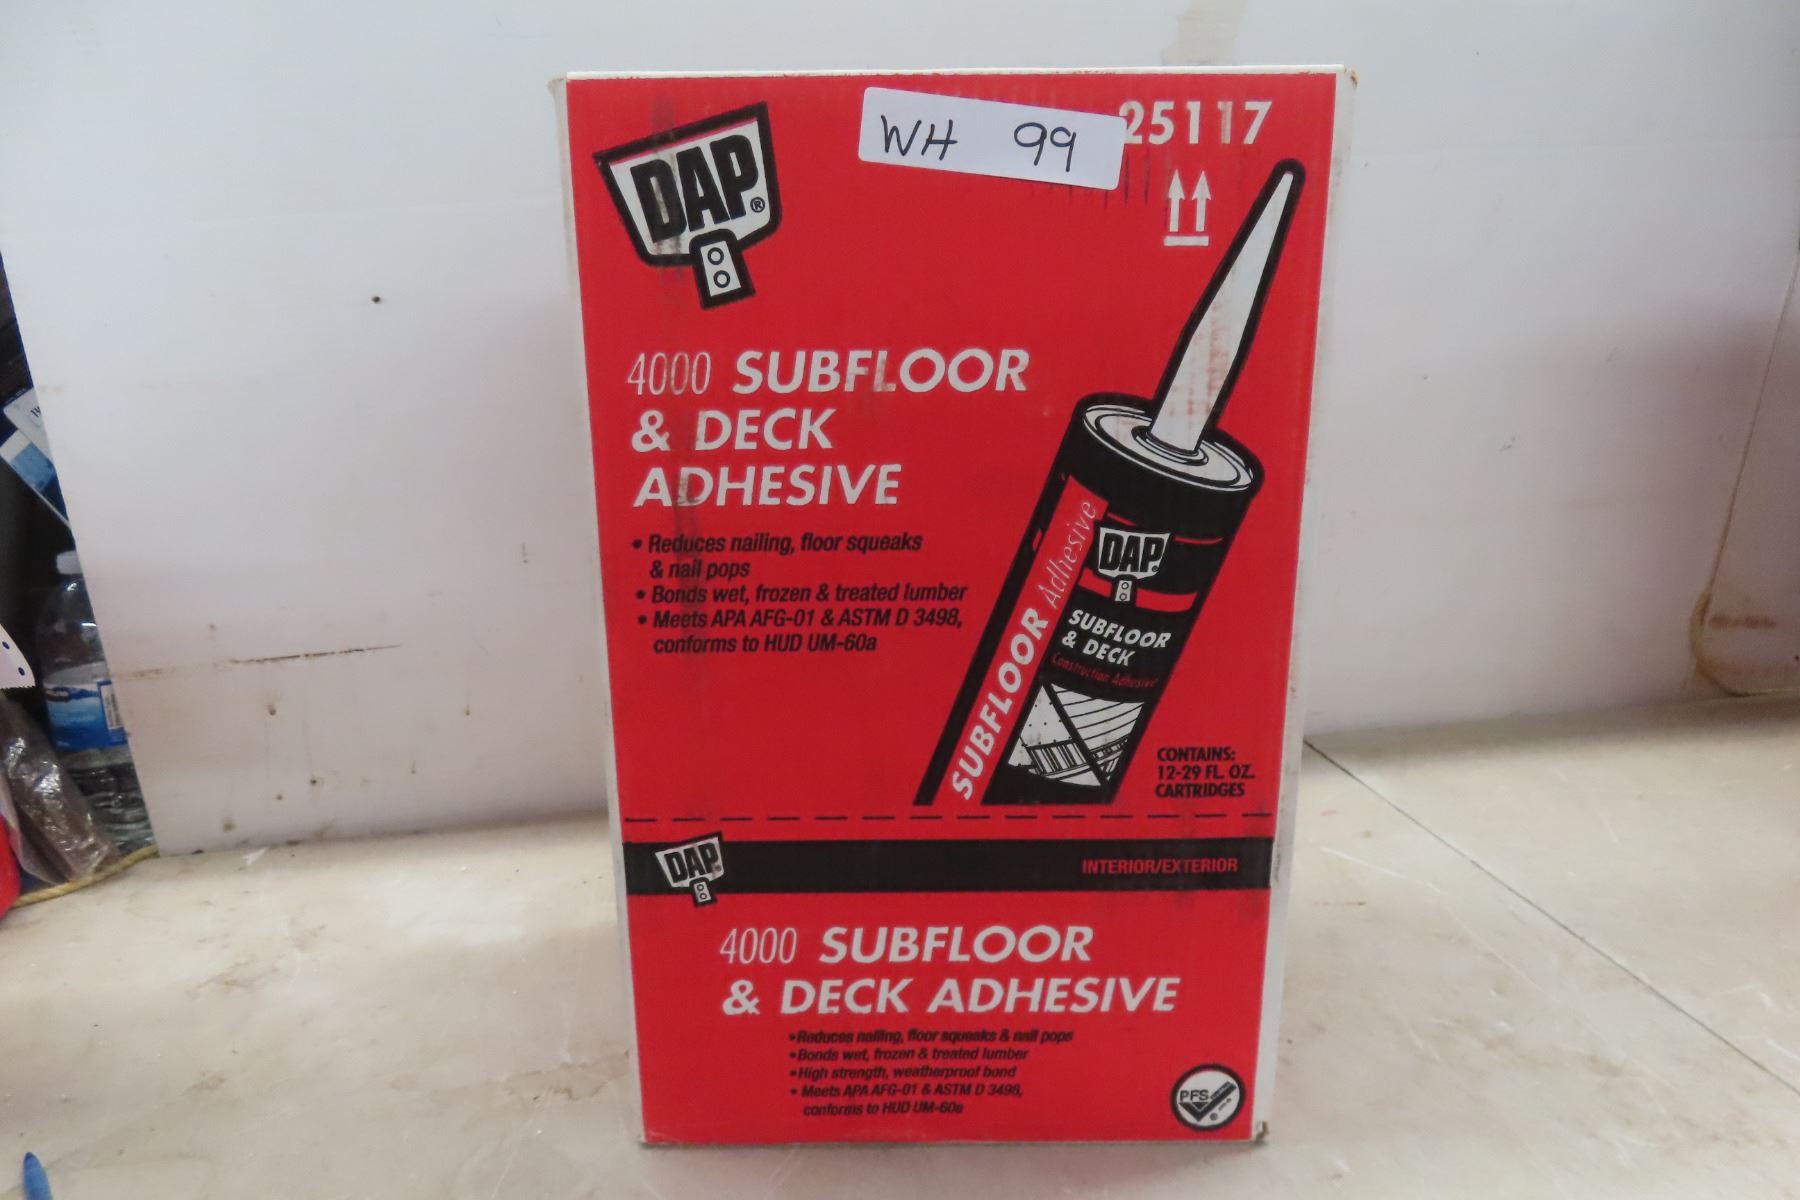 DAP®
WH 99
25117
4000 SUBFLOOR
& DECK
ADHESIVE
• Reduces nailing, floor squeaks
& nail pops
• Bonds wet, frozen & treated lumber
• Meets APA AFG-01 & ASTM D 3498,
conforms to HUD UM-60a
SUBFLOOR Adhesive
DAP®
SUBFLOOR
& DECK
Construction Adhesive
CONTAINS:
12-29 FL. OZ.
CARTRIDGES
DAP®
INTERIOR/EXTERIOR
4000 SUBFLOOR
& DECK ADHESIVE
• Reduces nailing, floor squeaks & nail pops
• Bonds wet, frozen & treated lumber
• High strength, weatherproof bond
• Meets APA AFG-01 & ASTM D 3498,
conforms to HUD UM-60a
PFS